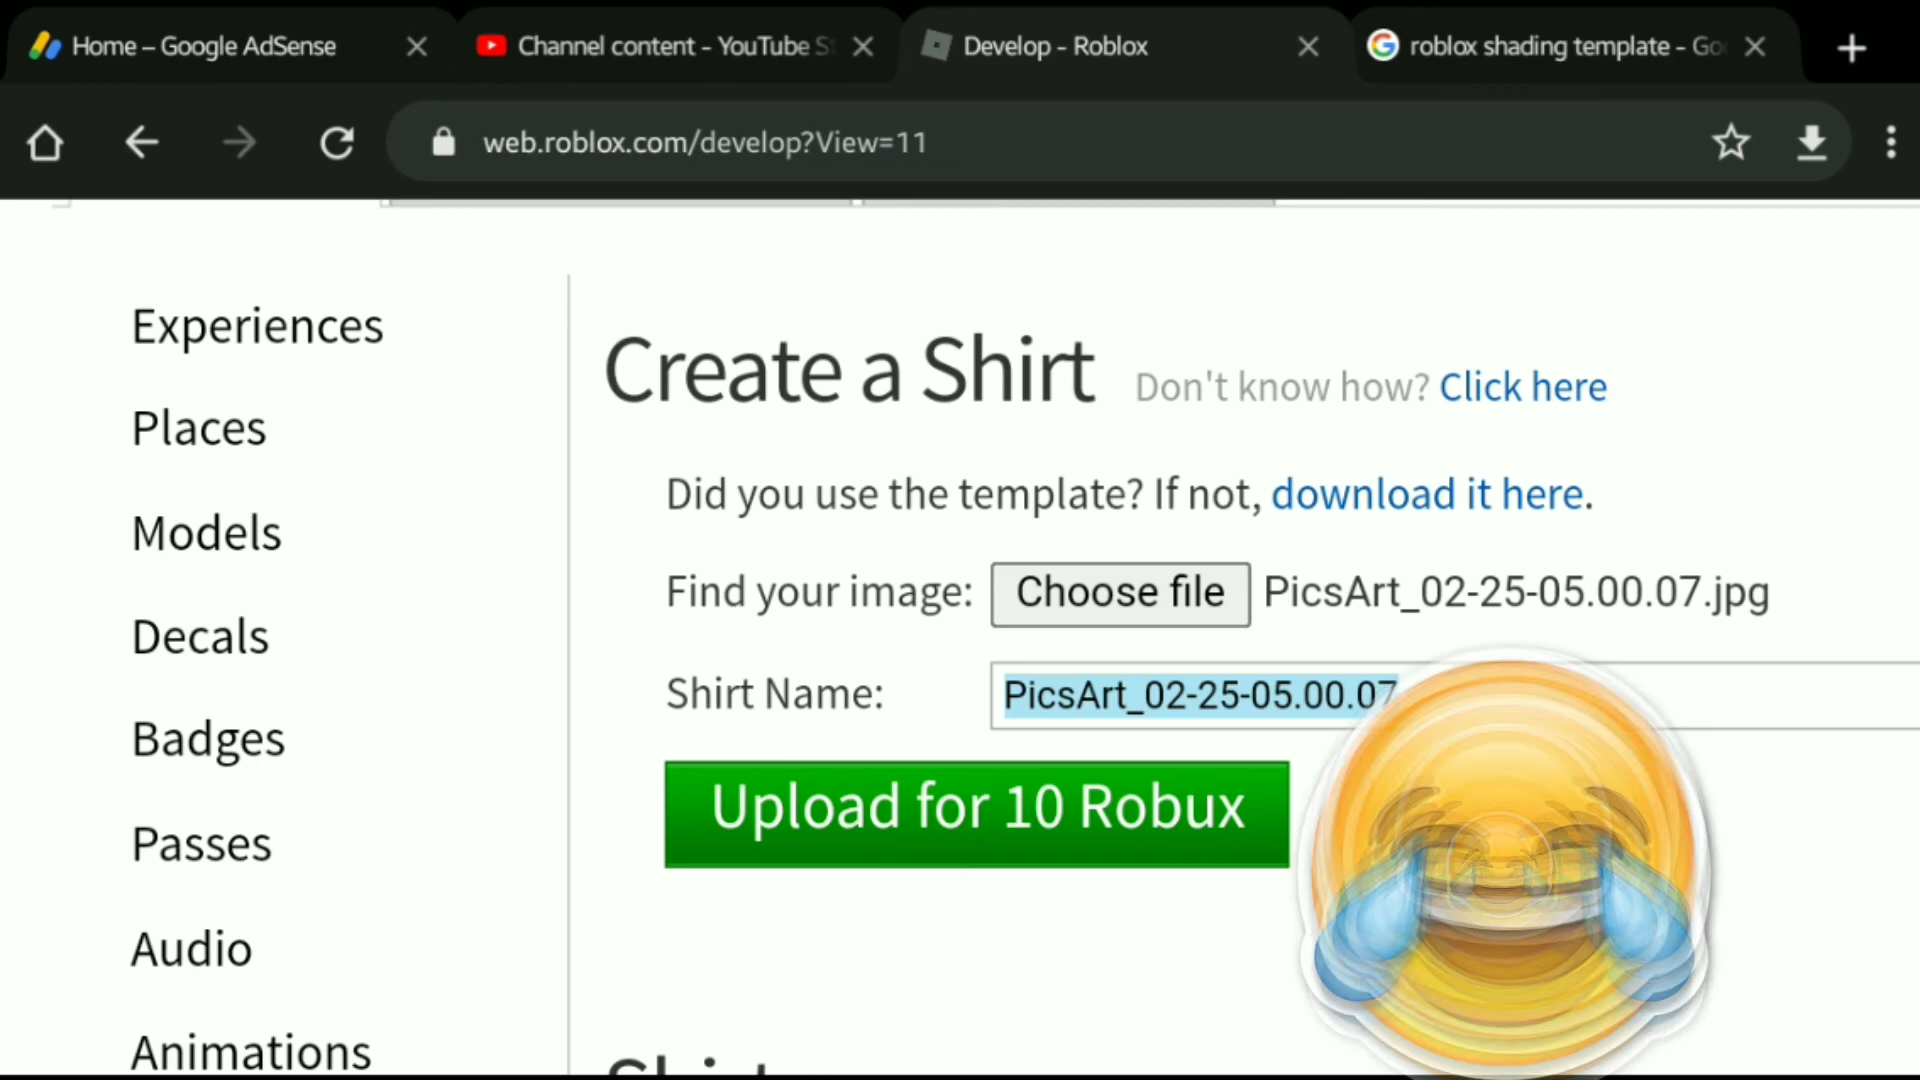 Home – Google AdSense
Channel content - YouTube S
Develop - Roblox
roblox shading template - Go
web.roblox.com/develop?View=11
Experiences
Places
Models
Decals
Badges
Passes
Audio
Animations
Create a Shirt
Don't know how? Click here
Did you use the template? If not, download it here.
Find your image: Choose file PicsArt_02-25-05.00.07.jpg
Shirt Name: PicsArt_02-25-05.00.07
Upload for 10 Robux